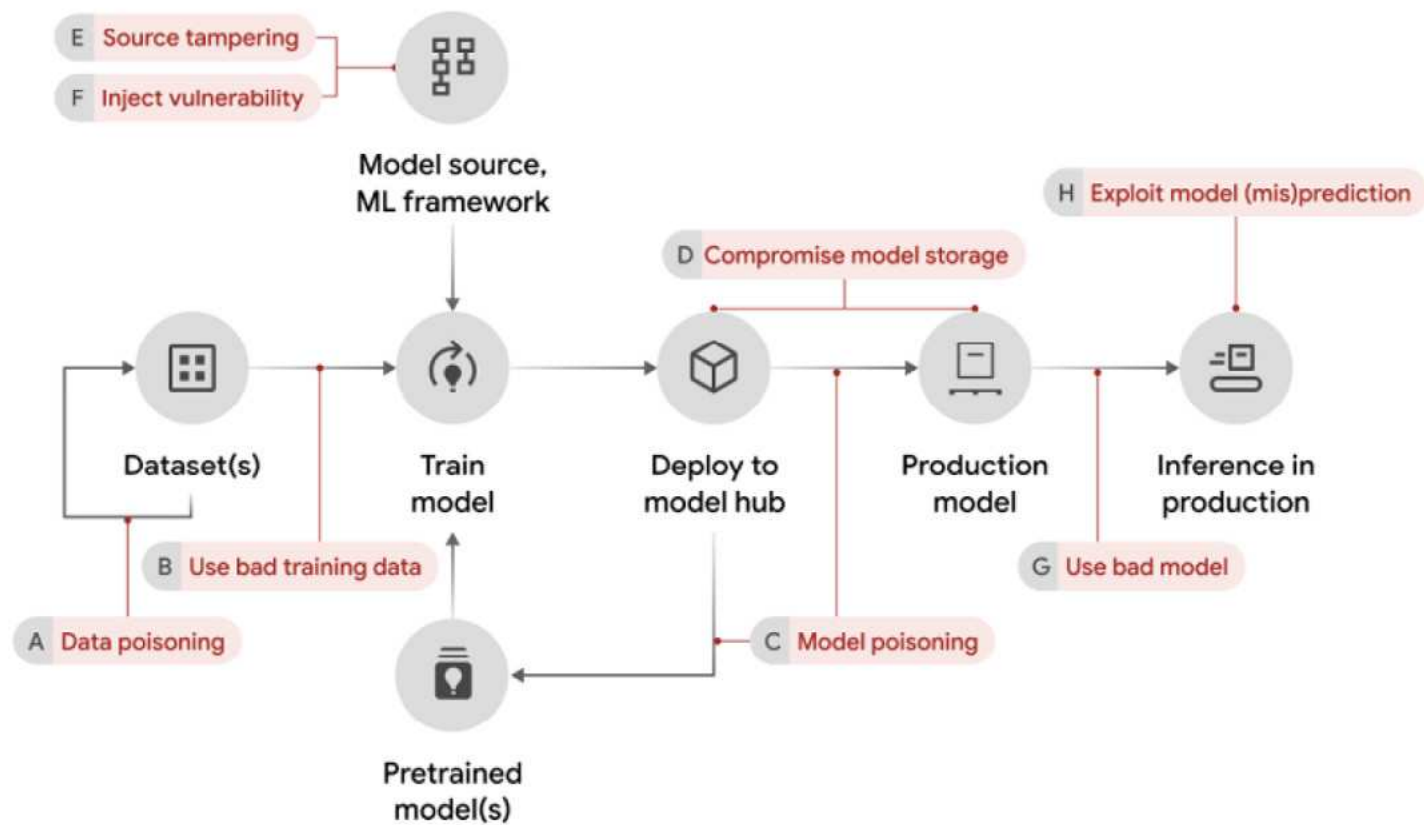 E Source tampering
F Inject vulnerability
Model source,
ML framework
H Exploit model (mis)prediction
D Compromise model storage
Dataset(s)
Train
model
Deploy to
model hub
Production
model
Inference in
production
B Use bad training data
G Use bad model
A Data poisoning
C Model poisoning
Pretrained
model(s)